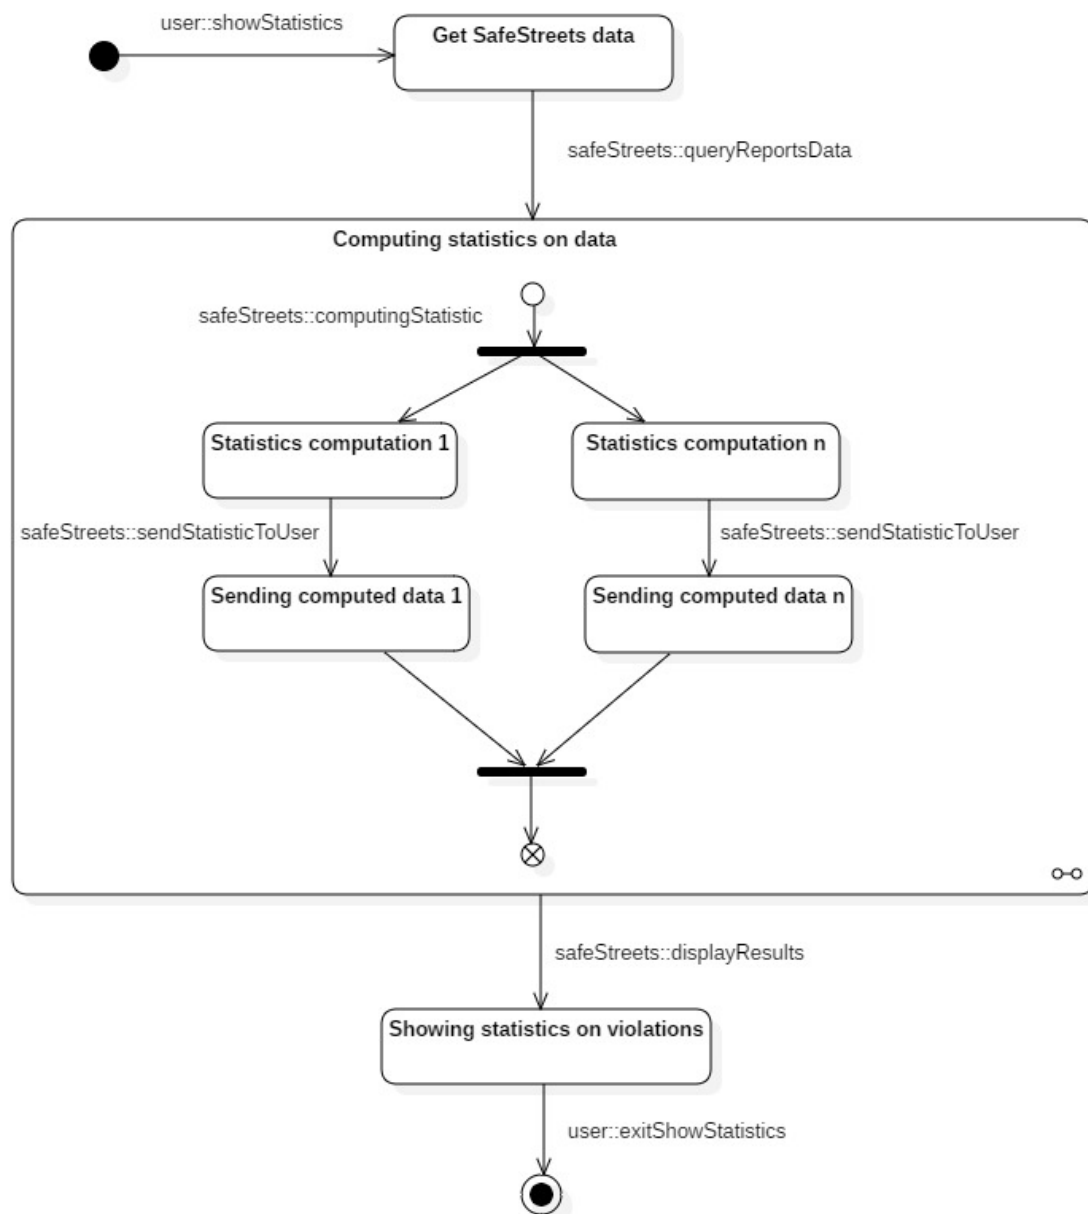 user::showStatistics
Get SafeStreets data
safeStreets::queryReportsData
Computing statistics on data
safeStreets::computingStatistic
Statistics computation 1
Statistics computation n
safeStreets::sendStatisticToUser
safeStreets::sendStatisticToUser
Sending computed data 1
Sending computed data n
safeStreets::displayResults
Showing statistics on violations
user::exitShowStatistics